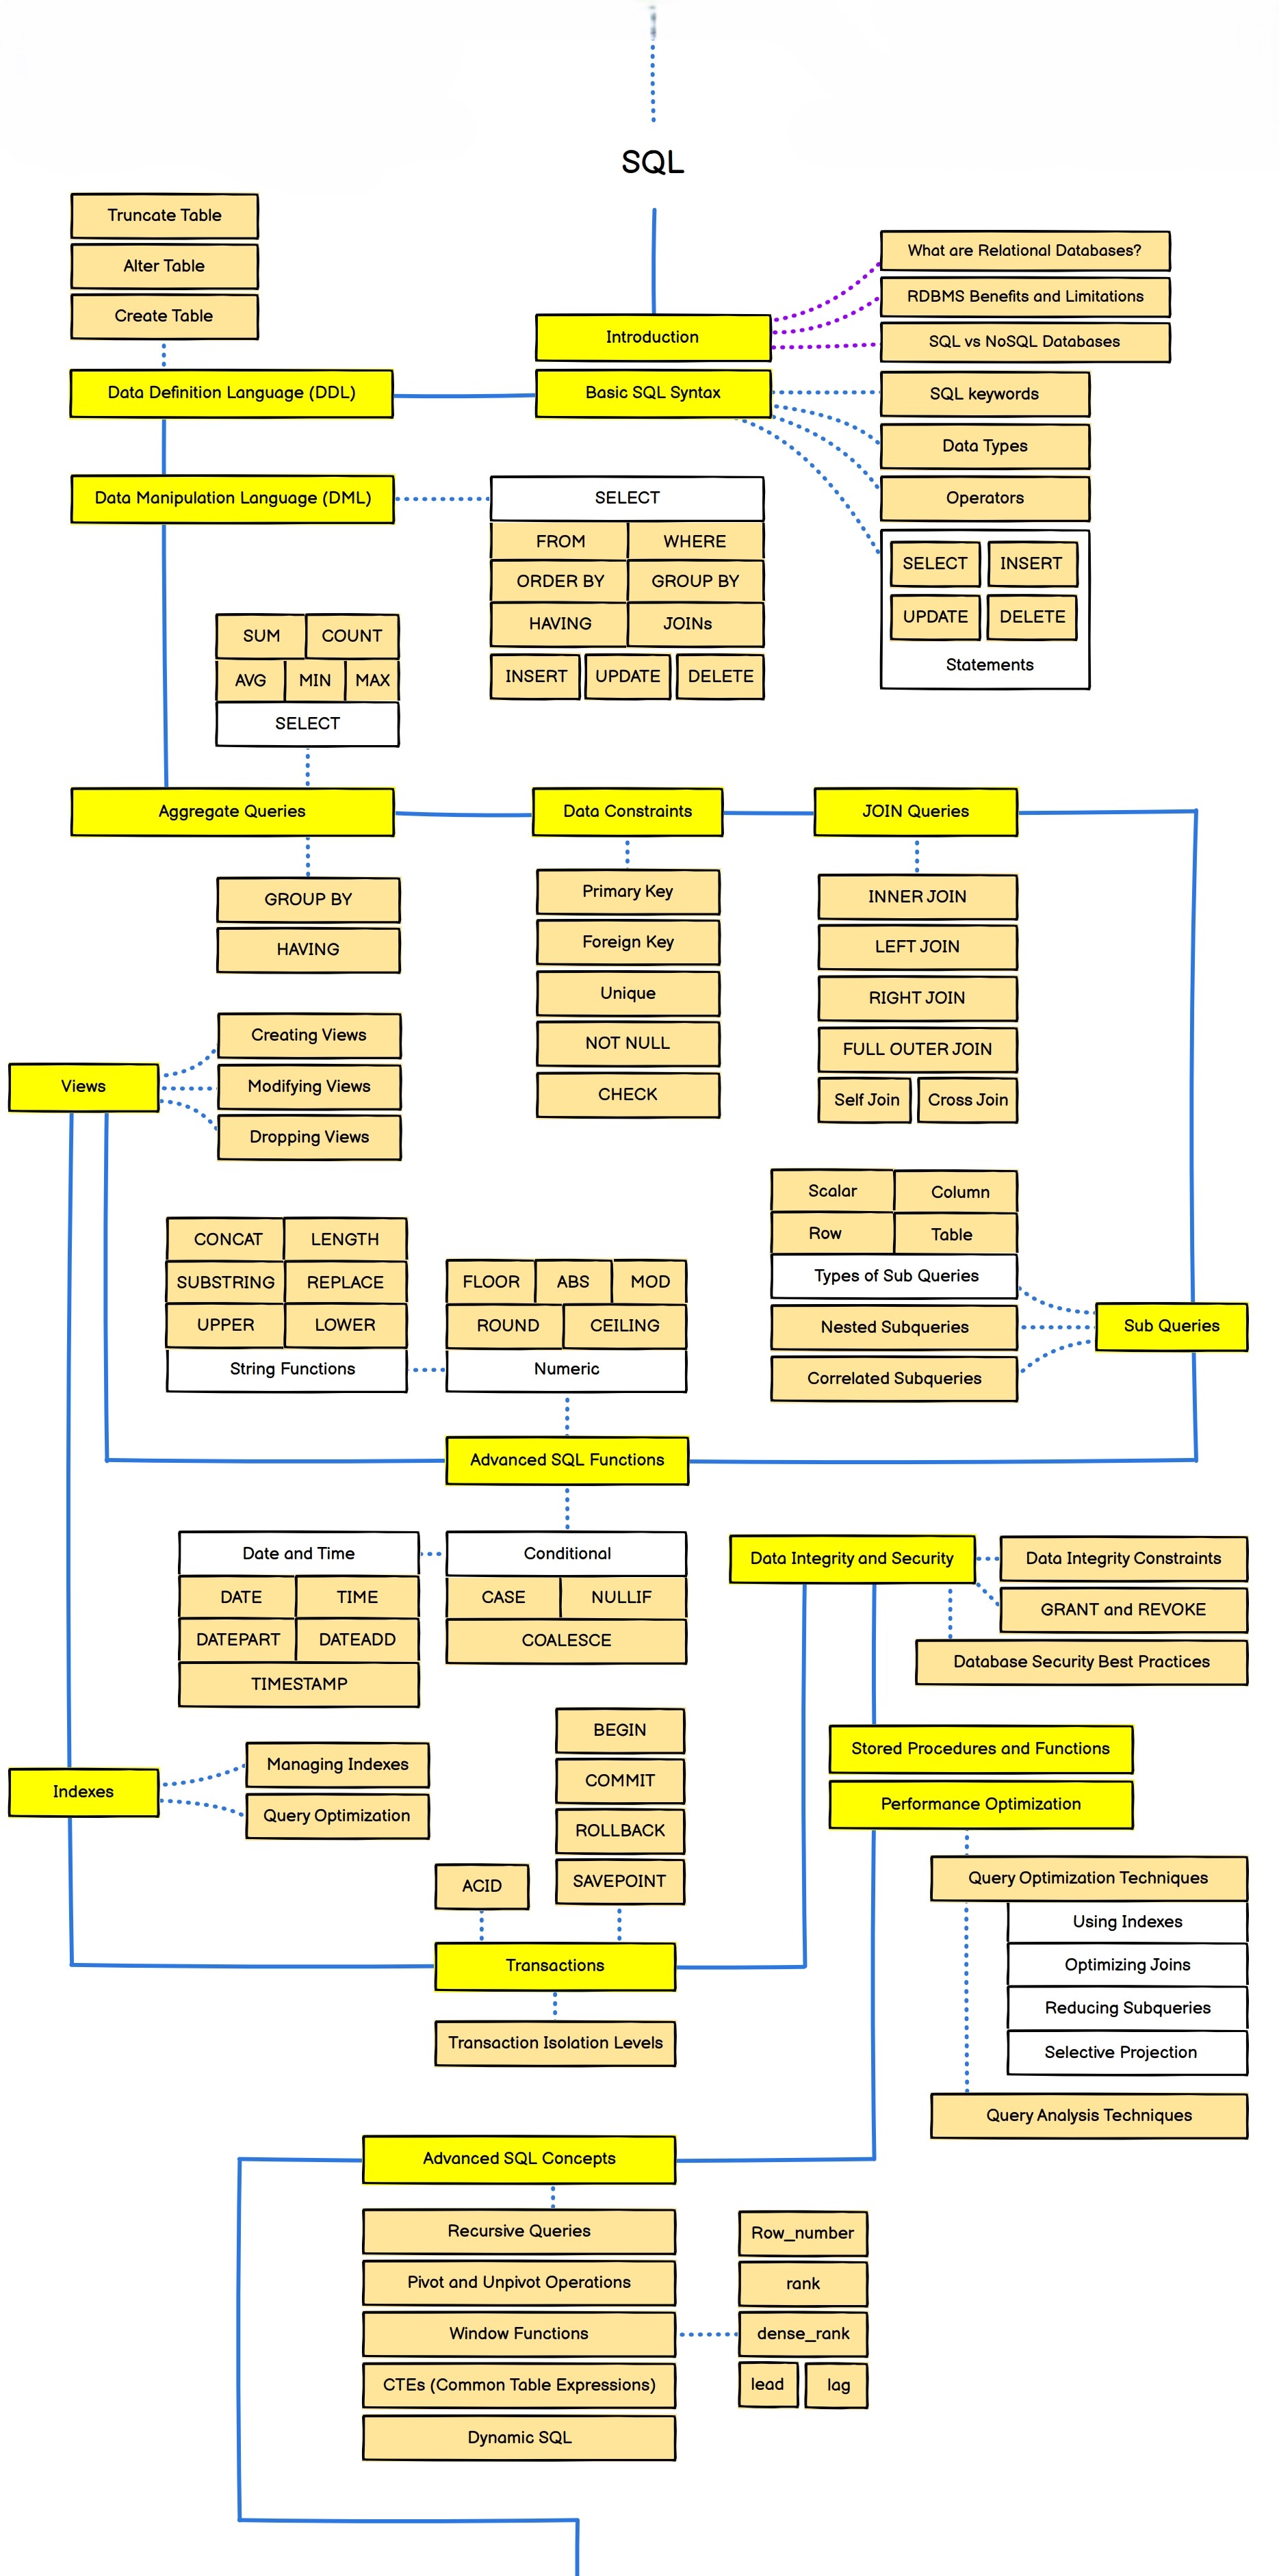 SQL
Truncate Table
Alter Table
Create Table
What are Relational Databases?
RDBMS Benefits and Limitations
SQL vs NoSQL Databases
Introduction
Data Definition Language (DDL)
Basic SQL Syntax
SQL keywords
Data Types
Operators
SELECT INSERT
UPDATE DELETE
Statements
Data Manipulation Language (DML)
SELECT
FROM WHERE
ORDER BY GROUP BY
HAVING JOINs
INSERT UPDATE DELETE
SUM COUNT
AVG MIN MAX
SELECT
Aggregate Queries
GROUP BY
HAVING
Data Constraints
Primary Key
Foreign Key
Unique
NOT NULL
CHECK
JOIN Queries
INNER JOIN
LEFT JOIN
RIGHT JOIN
FULL OUTER JOIN
Self Join Cross Join
Views
Creating Views
Modifying Views
Dropping Views
Scalar Column
Row Table
Types of Sub Queries
Nested Subqueries
Correlated Subqueries
Sub Queries
CONCAT LENGTH
SUBSTRING REPLACE
UPPER LOWER
String Functions
FLOOR ABS MOD
ROUND CEILING
Numeric
Advanced SQL Functions
Date and Time
DATE TIME
DATEPART DATEADD
TIMESTAMP
Conditional
CASE NULLIF
COALESCE
Data Integrity and Security
Data Integrity Constraints
GRANT and REVOKE
Database Security Best Practices
Indexes
Managing Indexes
Query Optimization
BEGIN
COMMIT
ROLLBACK
SAVEPOINT
ACID
Transactions
Transaction Isolation Levels
Stored Procedures and Functions
Performance Optimization
Query Optimization Techniques
Using Indexes
Optimizing Joins
Reducing Subqueries
Selective Projection
Query Analysis Techniques
Advanced SQL Concepts
Recursive Queries
Pivot and Unpivot Operations
Window Functions
CTEs (Common Table Expressions)
Dynamic SQL
Row_number
rank
dense_rank
lead lag